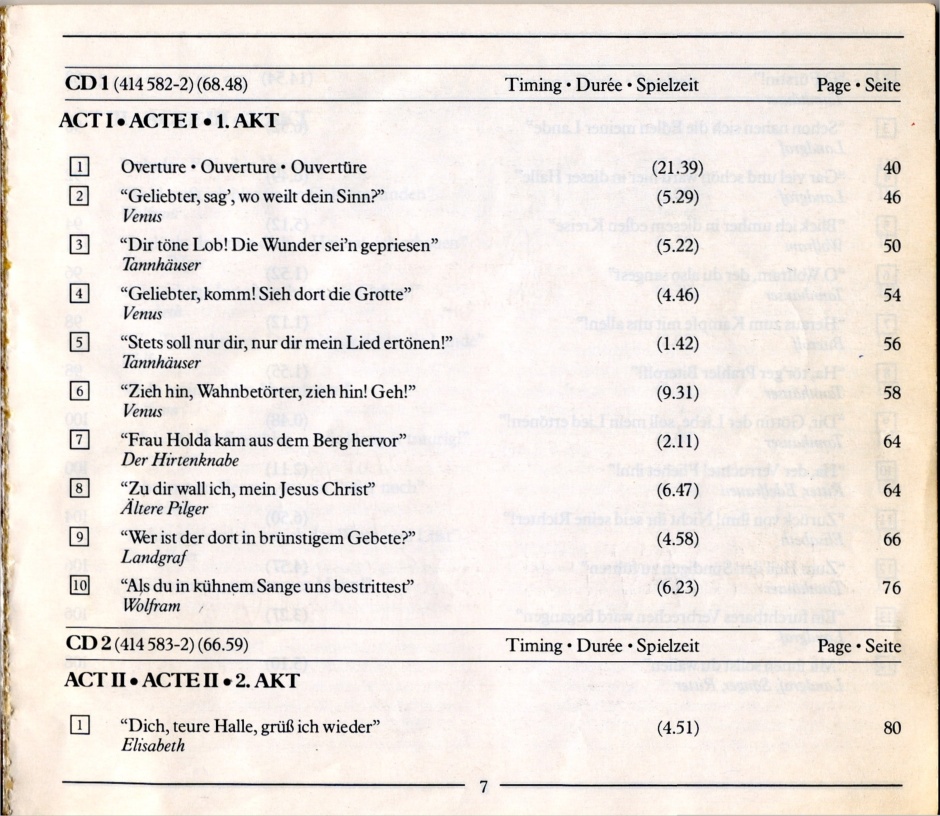 CD 1 (414 582-2) (68.48) Timing • Durée • Spielzeit Page • Seite
ACT I • ACTE I • 1. AKT
1 Overture • Ouverture • Ouvertüre (21.39) 40
2 “Geliebter, sag', wo weilt dein Sinn?” (5.29) 46
Venus
3 “Dir töne Lob! Die Wunder sei'n gepriesen” (5.22) 50
Tannhäuser
4 “Geliebter, komm! Sieh dort die Grotte” (4.46) 54
Venus
5 “Stets soll nur dir, nur dir mein Lied ertönen!” (1.42) 56
Tannhäuser
6 “Zieh hin, Wahnbetörter, zieh hin! Geh!” (9.31) 58
Venus
7 “Frau Holda kam aus dem Berg hervor” (2.11) 64
Der Hirtenknabe
8 “Zu dir wall ich, mein Jesus Christ” (6.47) 64
Ältere Pilger
9 “Wer ist der dort in brünstigem Gebete?” (4.58) 66
Landgraf
10 “Als du in kühnem Sange uns bestrittest” (6.23) 76
Wolfram
CD 2 (414 583-2) (66.59) Timing • Durée • Spielzeit Page • Seite
ACT II • ACTE II • 2. AKT
1 “Dich, teure Halle, grüß ich wieder” (4.51) 80
Elisabeth
7